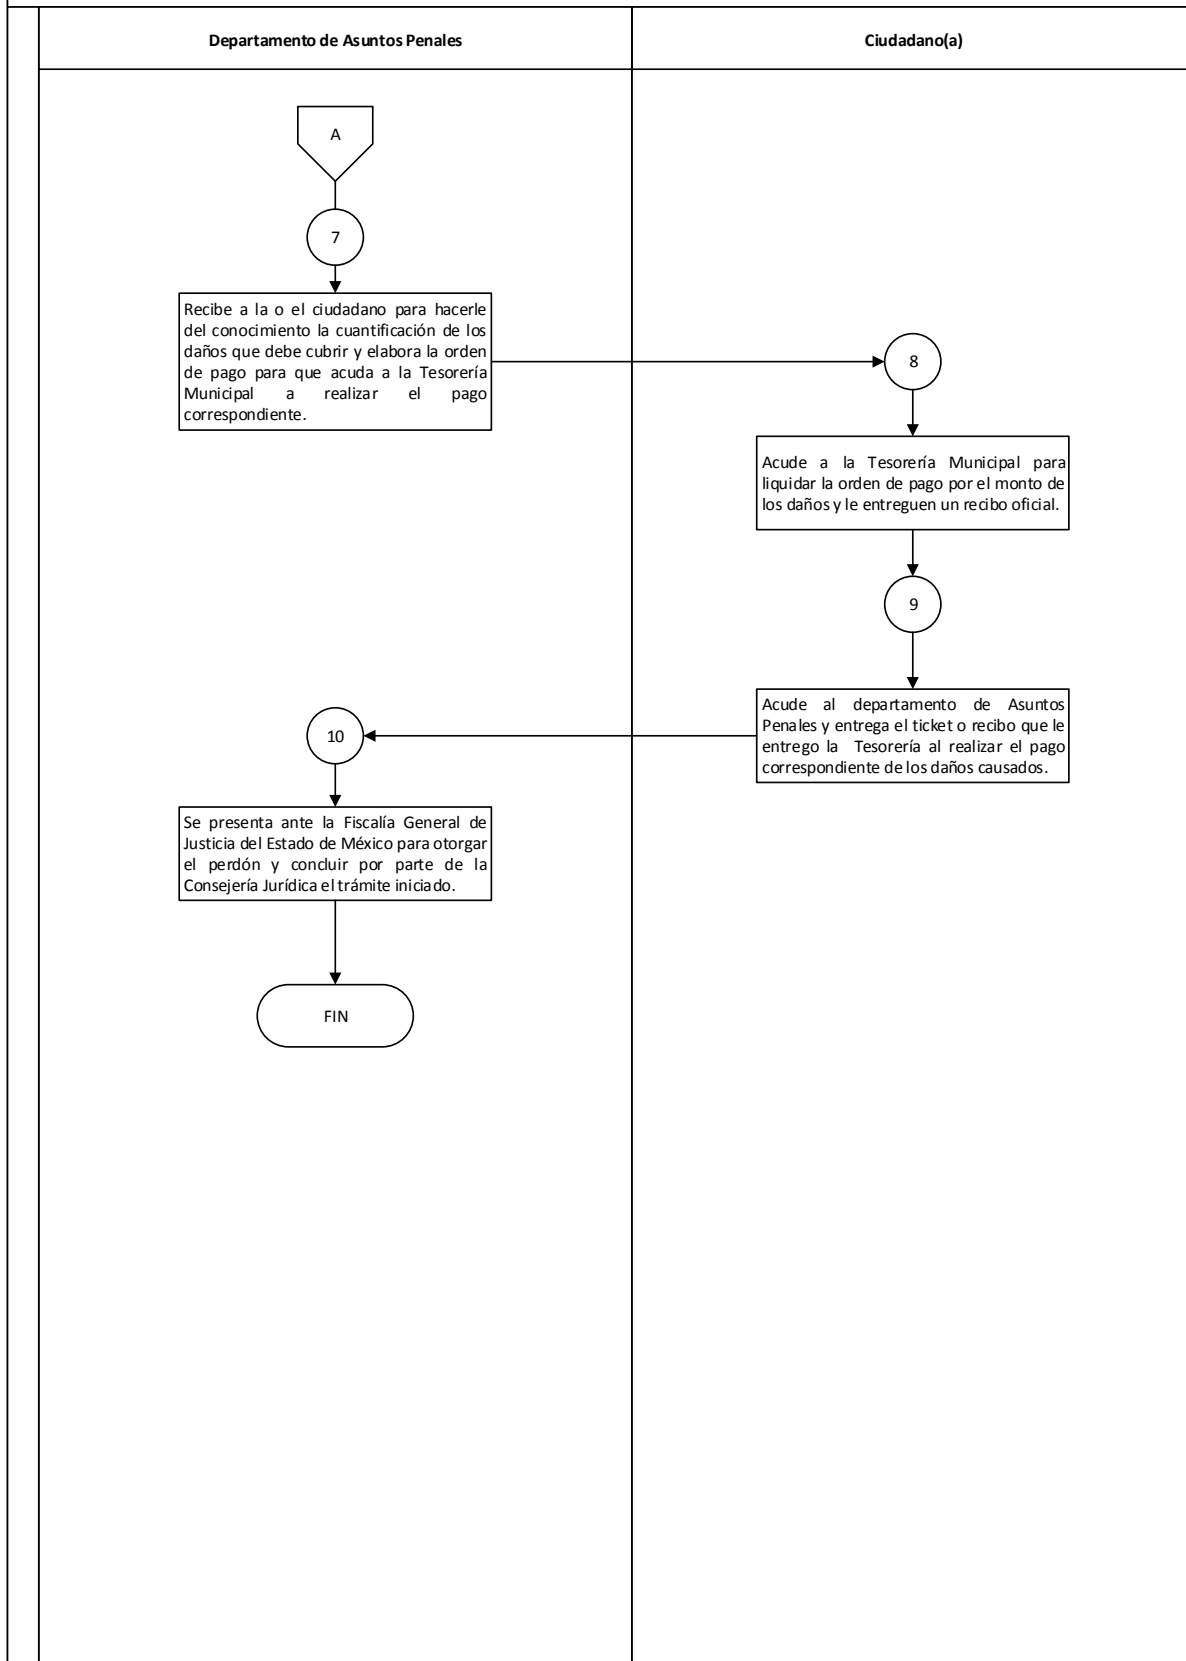 Departamento de Asuntos Penales
Ciudadano(a)
A
7
Recibe a la o el ciudadano para hacerle
del conocimiento la cuantificación de los
daños que debe cubrir y elabora la orden
de pago para que acuda a la Tesorería
Municipal a realizar el pago
correspondiente.
8
Acude a la Tesorería Municipal para
liquidar la orden de pago por el monto de
los daños y le entreguen un recibo oficial.
9
Acude al departamento de Asuntos
Penales y entrega el ticket o recibo que le
entrego la Tesorería al realizar el pago
correspondiente de los daños causados.
10
Se presenta ante la Fiscalía General de
Justicia del Estado de México para otorgar
el perdón y concluir por parte de la
Consejería Jurídica el trámite iniciado.
FIN